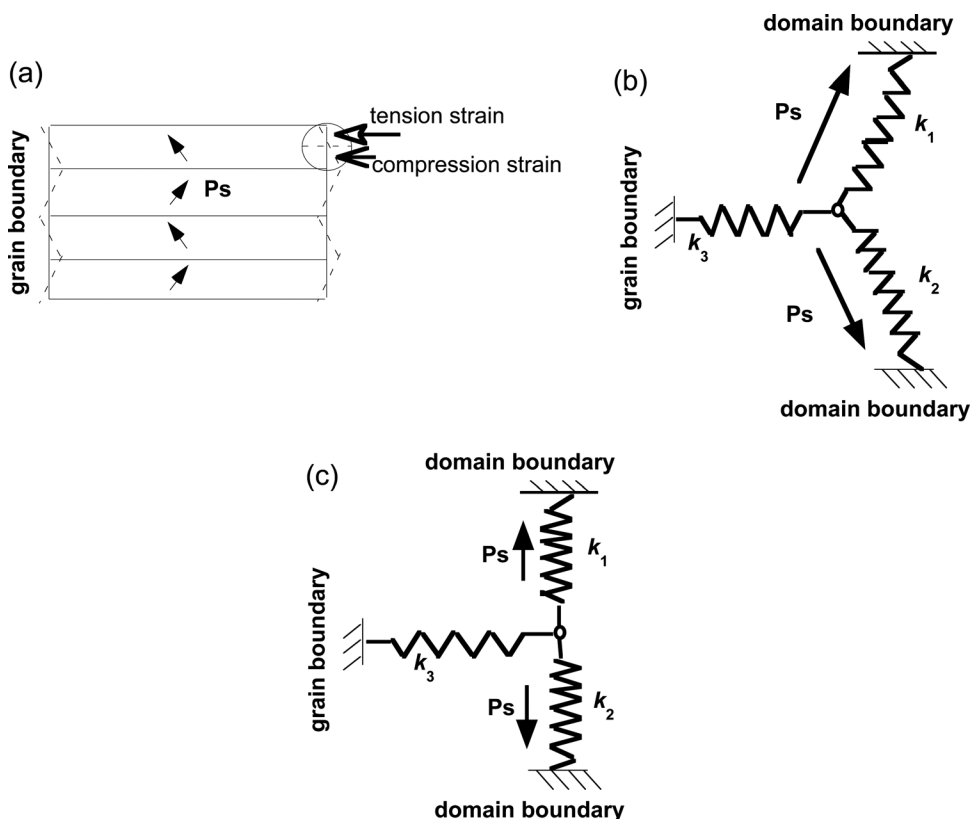 (a)
grain boundary
tension strain
compression strain
Ps
(b)
domain boundary
Ps
k1
grain boundary
k3
k2
Ps
domain boundary
(c)
domain boundary
Ps
k1
grain boundary
k3
Ps
k2
domain boundary